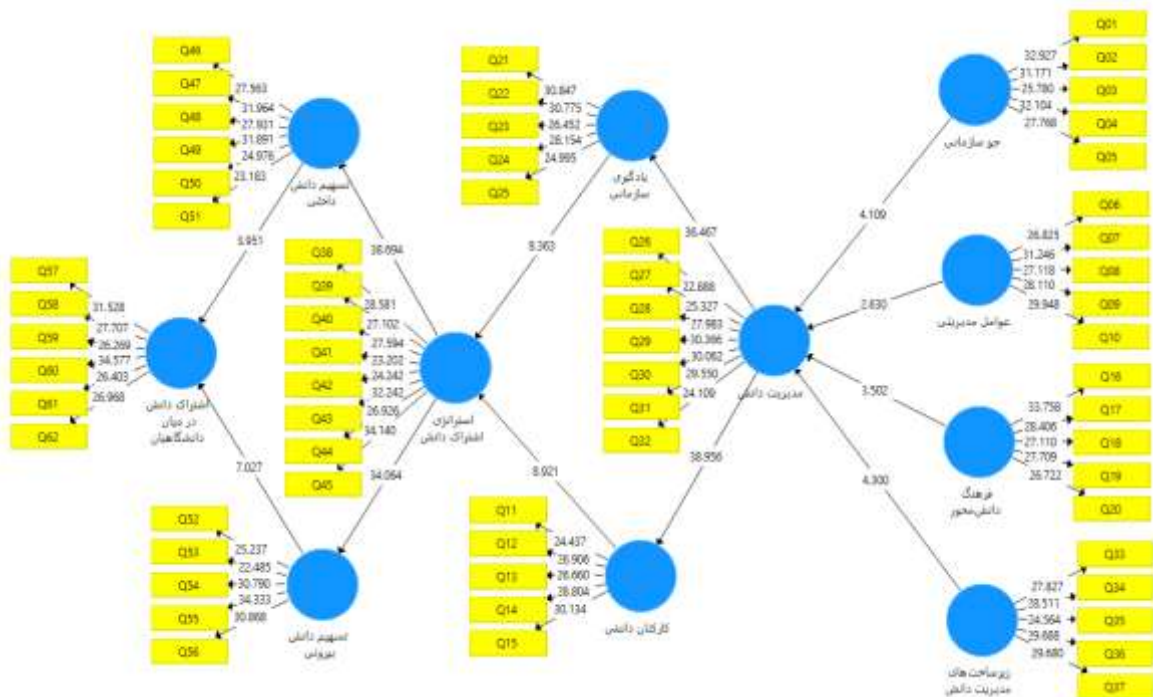 Q46
Q47
Q48
Q49
Q50
Q51
27.563
31.964
27.931
31.891
24.976
23.183
تسهیم دانش
داخلی
Q21
Q22
Q23
Q24
Q25
30.847
30.775
26.452
28.154
24.995
یادگیری
سازمانی
Q01
Q02
Q03
Q04
Q05
32.927
31.171
25.780
32.104
27.768
جو سازمانی
Q57
Q58
Q59
Q60
Q61
Q62
31.528
27.707
26.269
34.577
26.403
26.968
اشتراک دانش
در میان
دانشگاهیان
Q38
Q39
Q40
Q41
Q42
Q43
Q44
Q45
28.581
27.102
27.594
23.202
24.242
32.242
26.926
34.140
استراتژی
اشتراک دانش
Q26
Q27
Q28
Q29
Q30
Q31
Q32
22.688
25.327
27.983
30.366
30.062
29.550
24.109
مدیریت دانش
Q06
Q07
Q08
Q09
Q10
26.825
31.246
27.118
28.110
29.948
عوامل مدیریتی
Q16
Q17
Q18
Q19
Q20
33.758
28.406
27.110
27.709
26.722
فرهنگ
دانش‌محور
Q52
Q53
Q54
Q55
Q56
25.237
22.485
30.790
34.333
30.868
تسهیم دانش
بیرونی
Q11
Q12
Q13
Q14
Q15
24.437
26.906
26.660
28.804
30.134
کارکنان دانشی
Q33
Q34
Q35
Q36
Q37
27.827
38.511
24.564
29.688
29.680
زیرساخت‌های
مدیریت دانش
7.027
34.064
8.921
38.956
36.467
4.109
2.830
3.502
4.300